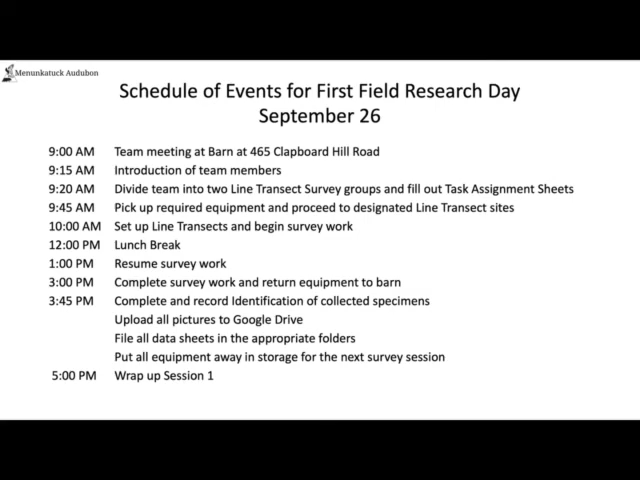 Menunkatuck Audubon
Schedule of Events for First Field Research Day
September 26
9:00 AM Team meeting at Barn at 465 Clapboard Hill Road
9:15 AM Introduction of team members
9:20 AM Divide team into two Line Transect Survey groups and fill out Task Assignment Sheets
9:45 AM Pick up required equipment and proceed to designated Line Transect sites
10:00 AM Set up Line Transects and begin survey work
12:00 PM Lunch Break
1:00 PM Resume survey work
3:00 PM Complete survey work and return equipment to barn
3:45 PM Complete and record Identification of collected specimens
Upload all pictures to Google Drive
File all data sheets in the appropriate folders
Put all equipment away in storage for the next survey session
5:00 PM Wrap up Session 1